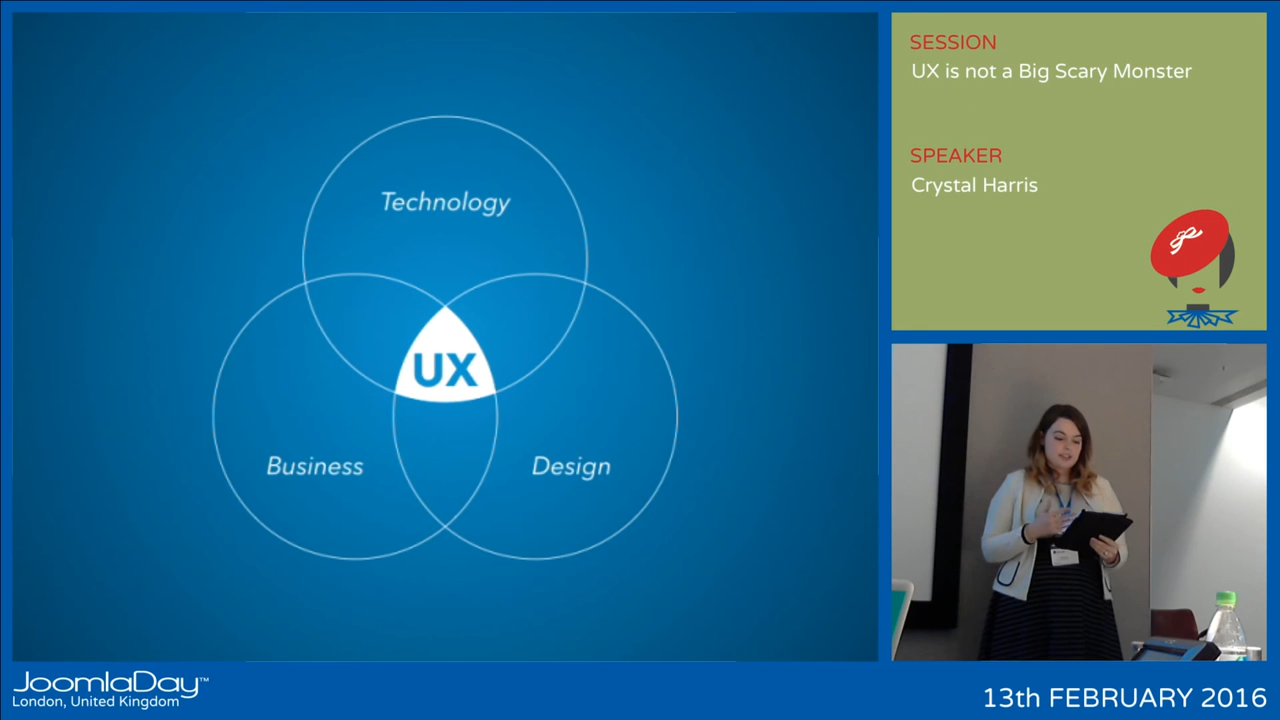 Technology
UX
Business
Design
SESSION
UX is not a Big Scary Monster
SPEAKER
Crystal Harris
JoomlaDay™
London, United Kingdom
13th FEBRUARY 2016